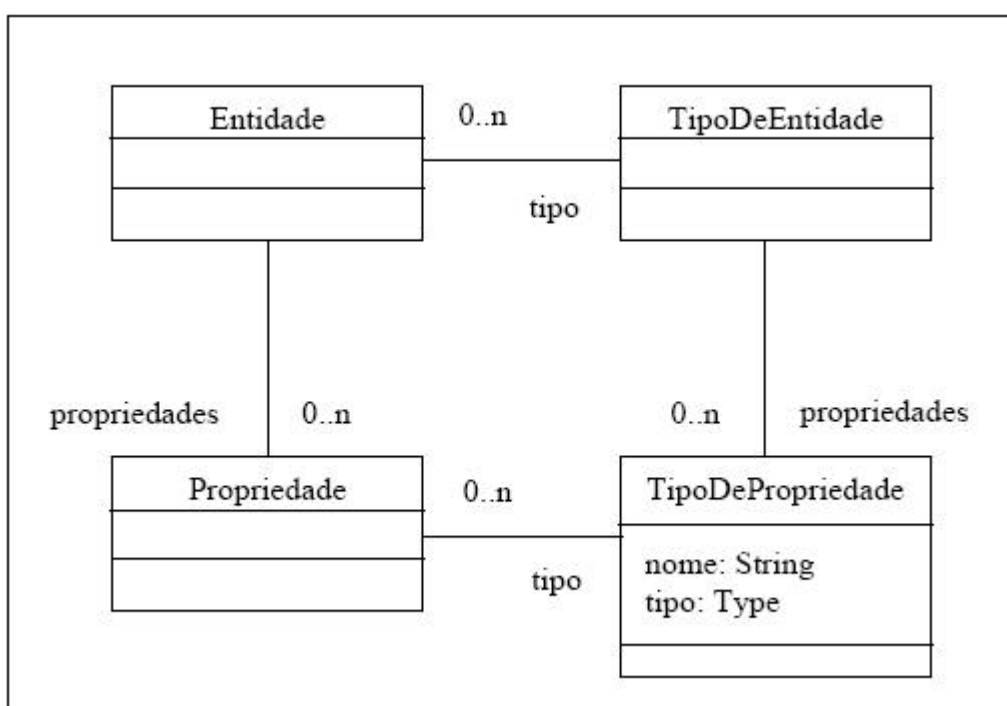 Entidade
0..n
TipoDeEntidade
tipo
propriedades
0..n
0..n
propriedades
Propriedade
0..n
TipoDePropriedade
nome: String
tipo
tipo: Type